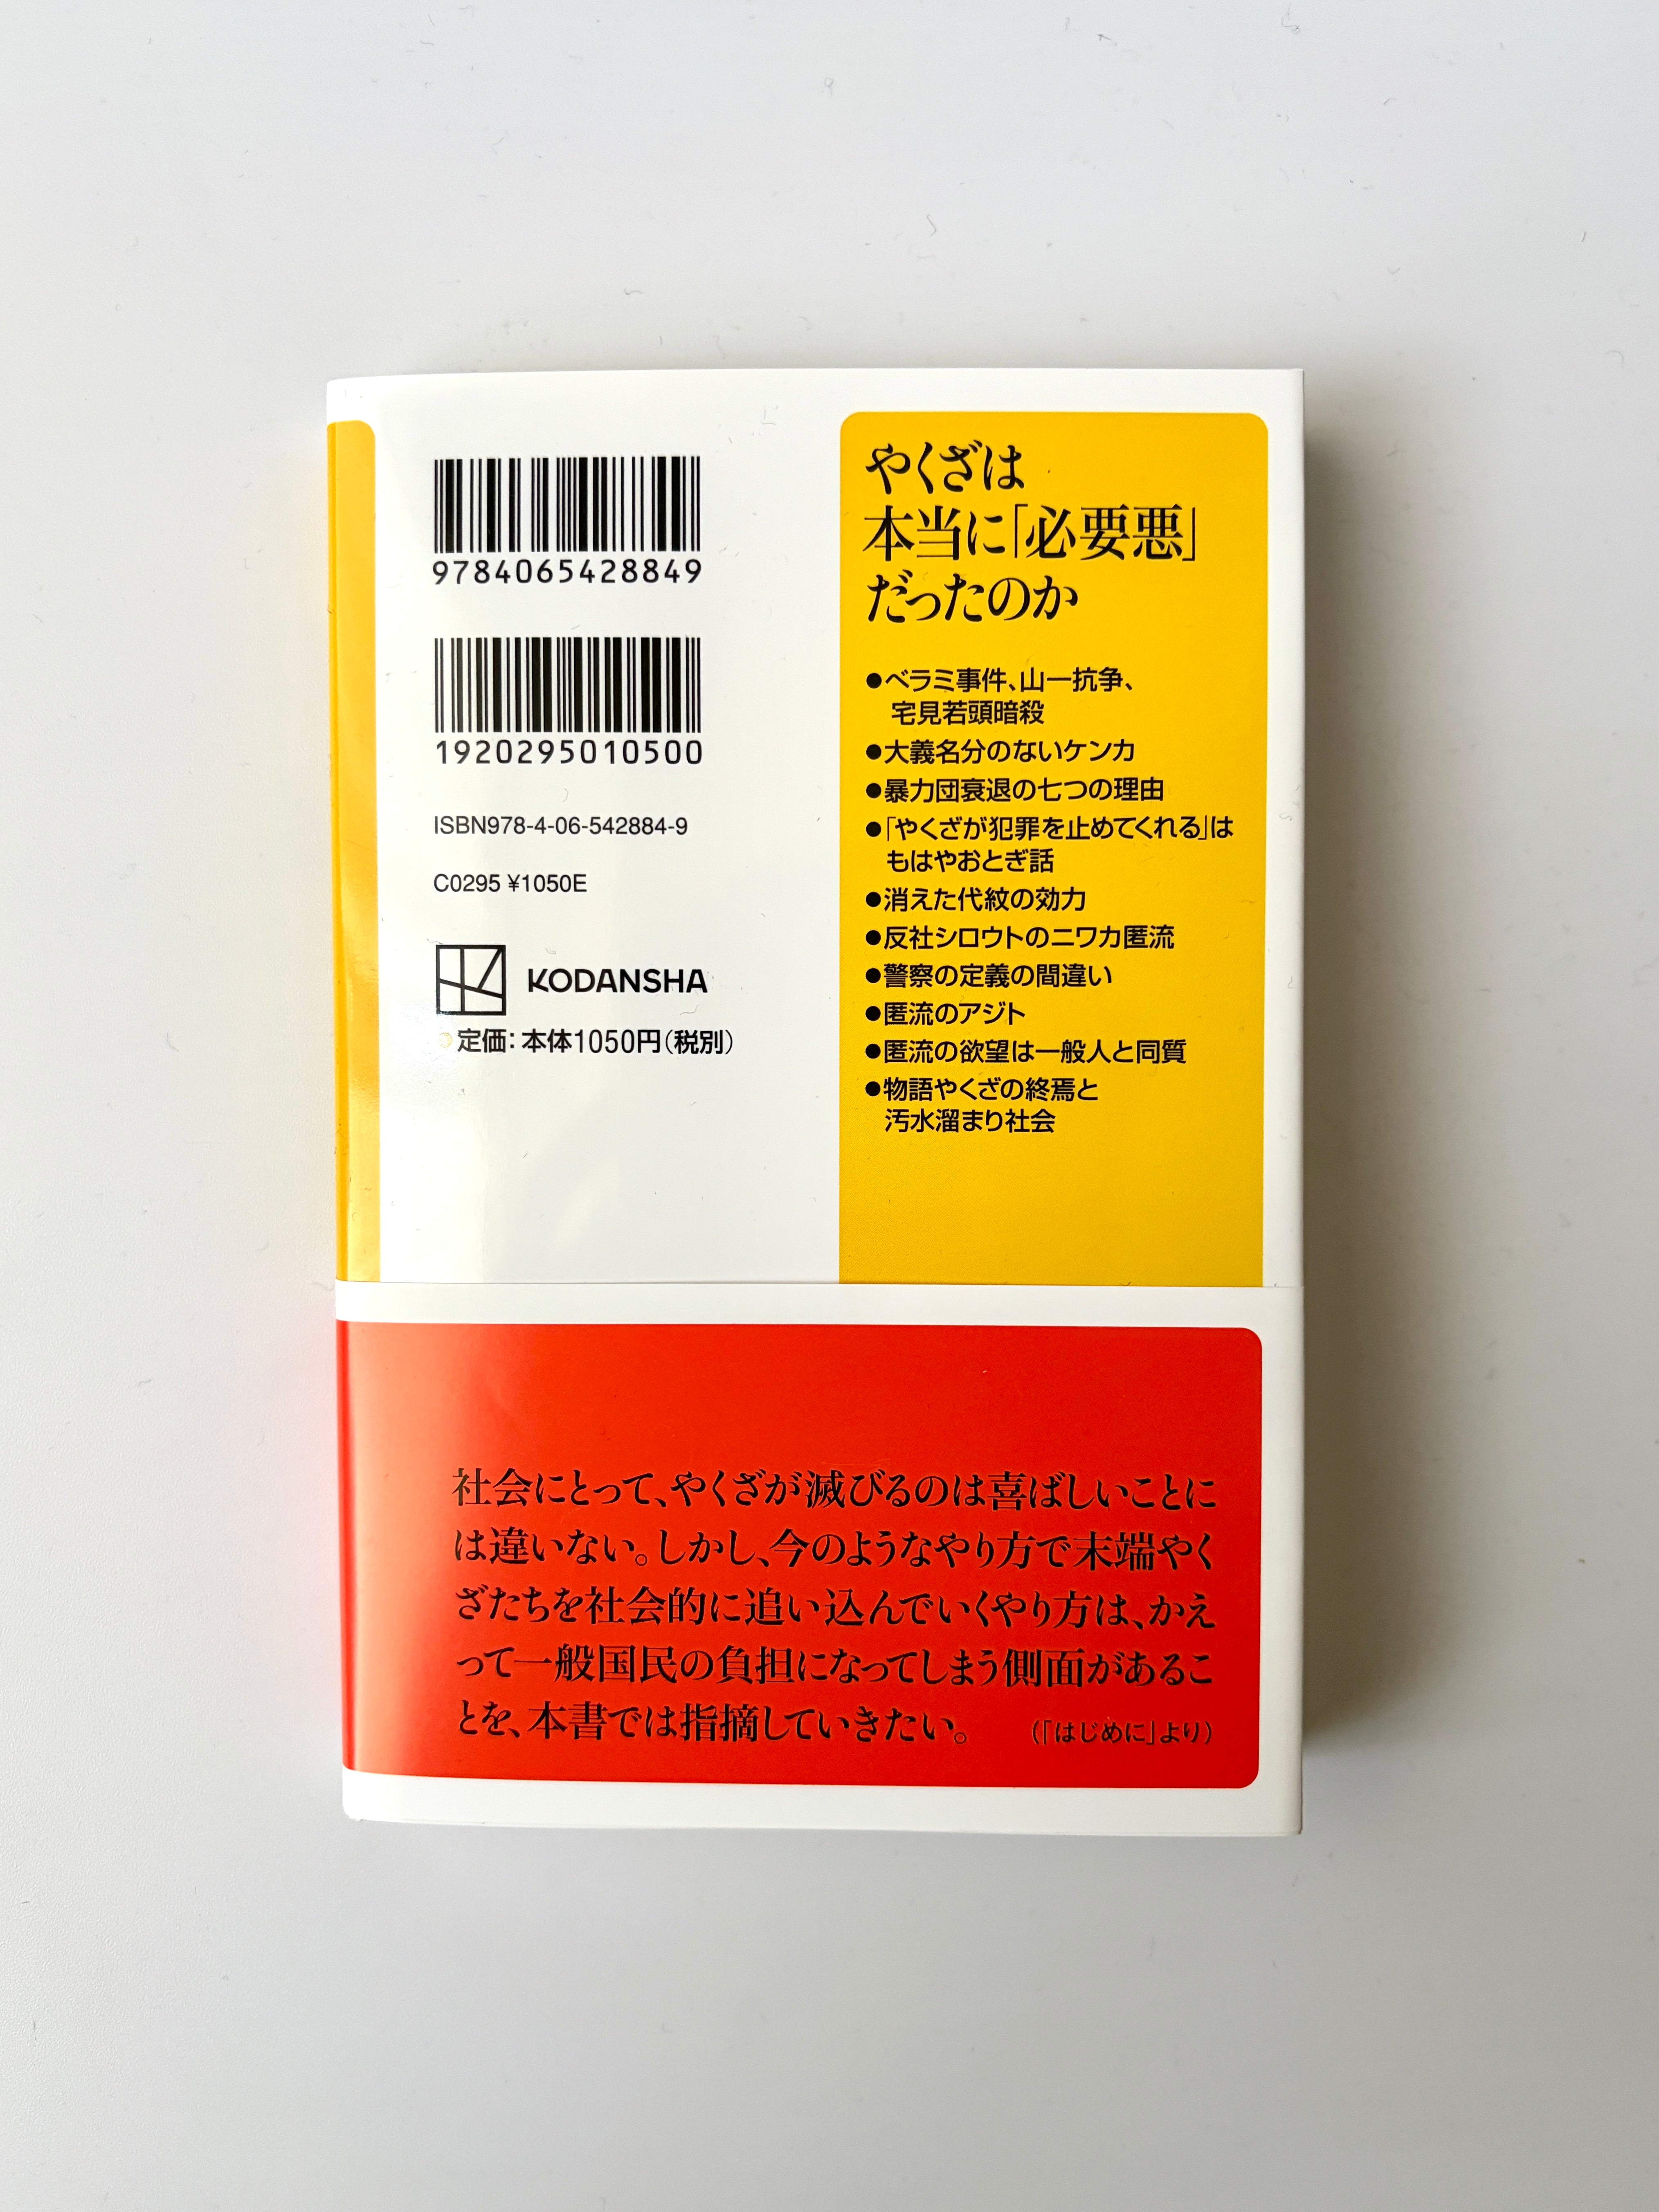 9784065428849
1920295010500
ISBN978-4-06-542884-9
C0295 ¥1050E
KODANSHA
定価：本体1050円（税別）
やくざは
本当に「必要悪」
だったのか
●ベラミ事件、山一抗争、
宅見若頭暗殺
●大義名分のないケンカ
●暴力団衰退の七つの理由
●「やくざが犯罪を止めてくれる」は
もはやおとぎ話
●消えた代紋の効力
●反社シロウトのニワカ匿流
●警察の定義の間違い
●匿流のアジト
●匿流の欲望は一般人と同質
●物語やくざの終焉と
汚水溜まり社会
社会にとって、やくざが滅びるのは喜ばしいことに
は違いない。しかし、今のようなやり方で末端やく
ざたちを社会的に追い込んでいくやり方は、かえ
って一般国民の負担になってしまう側面があるこ
とを、本書では指摘していきたい。 （「はじめに」より）